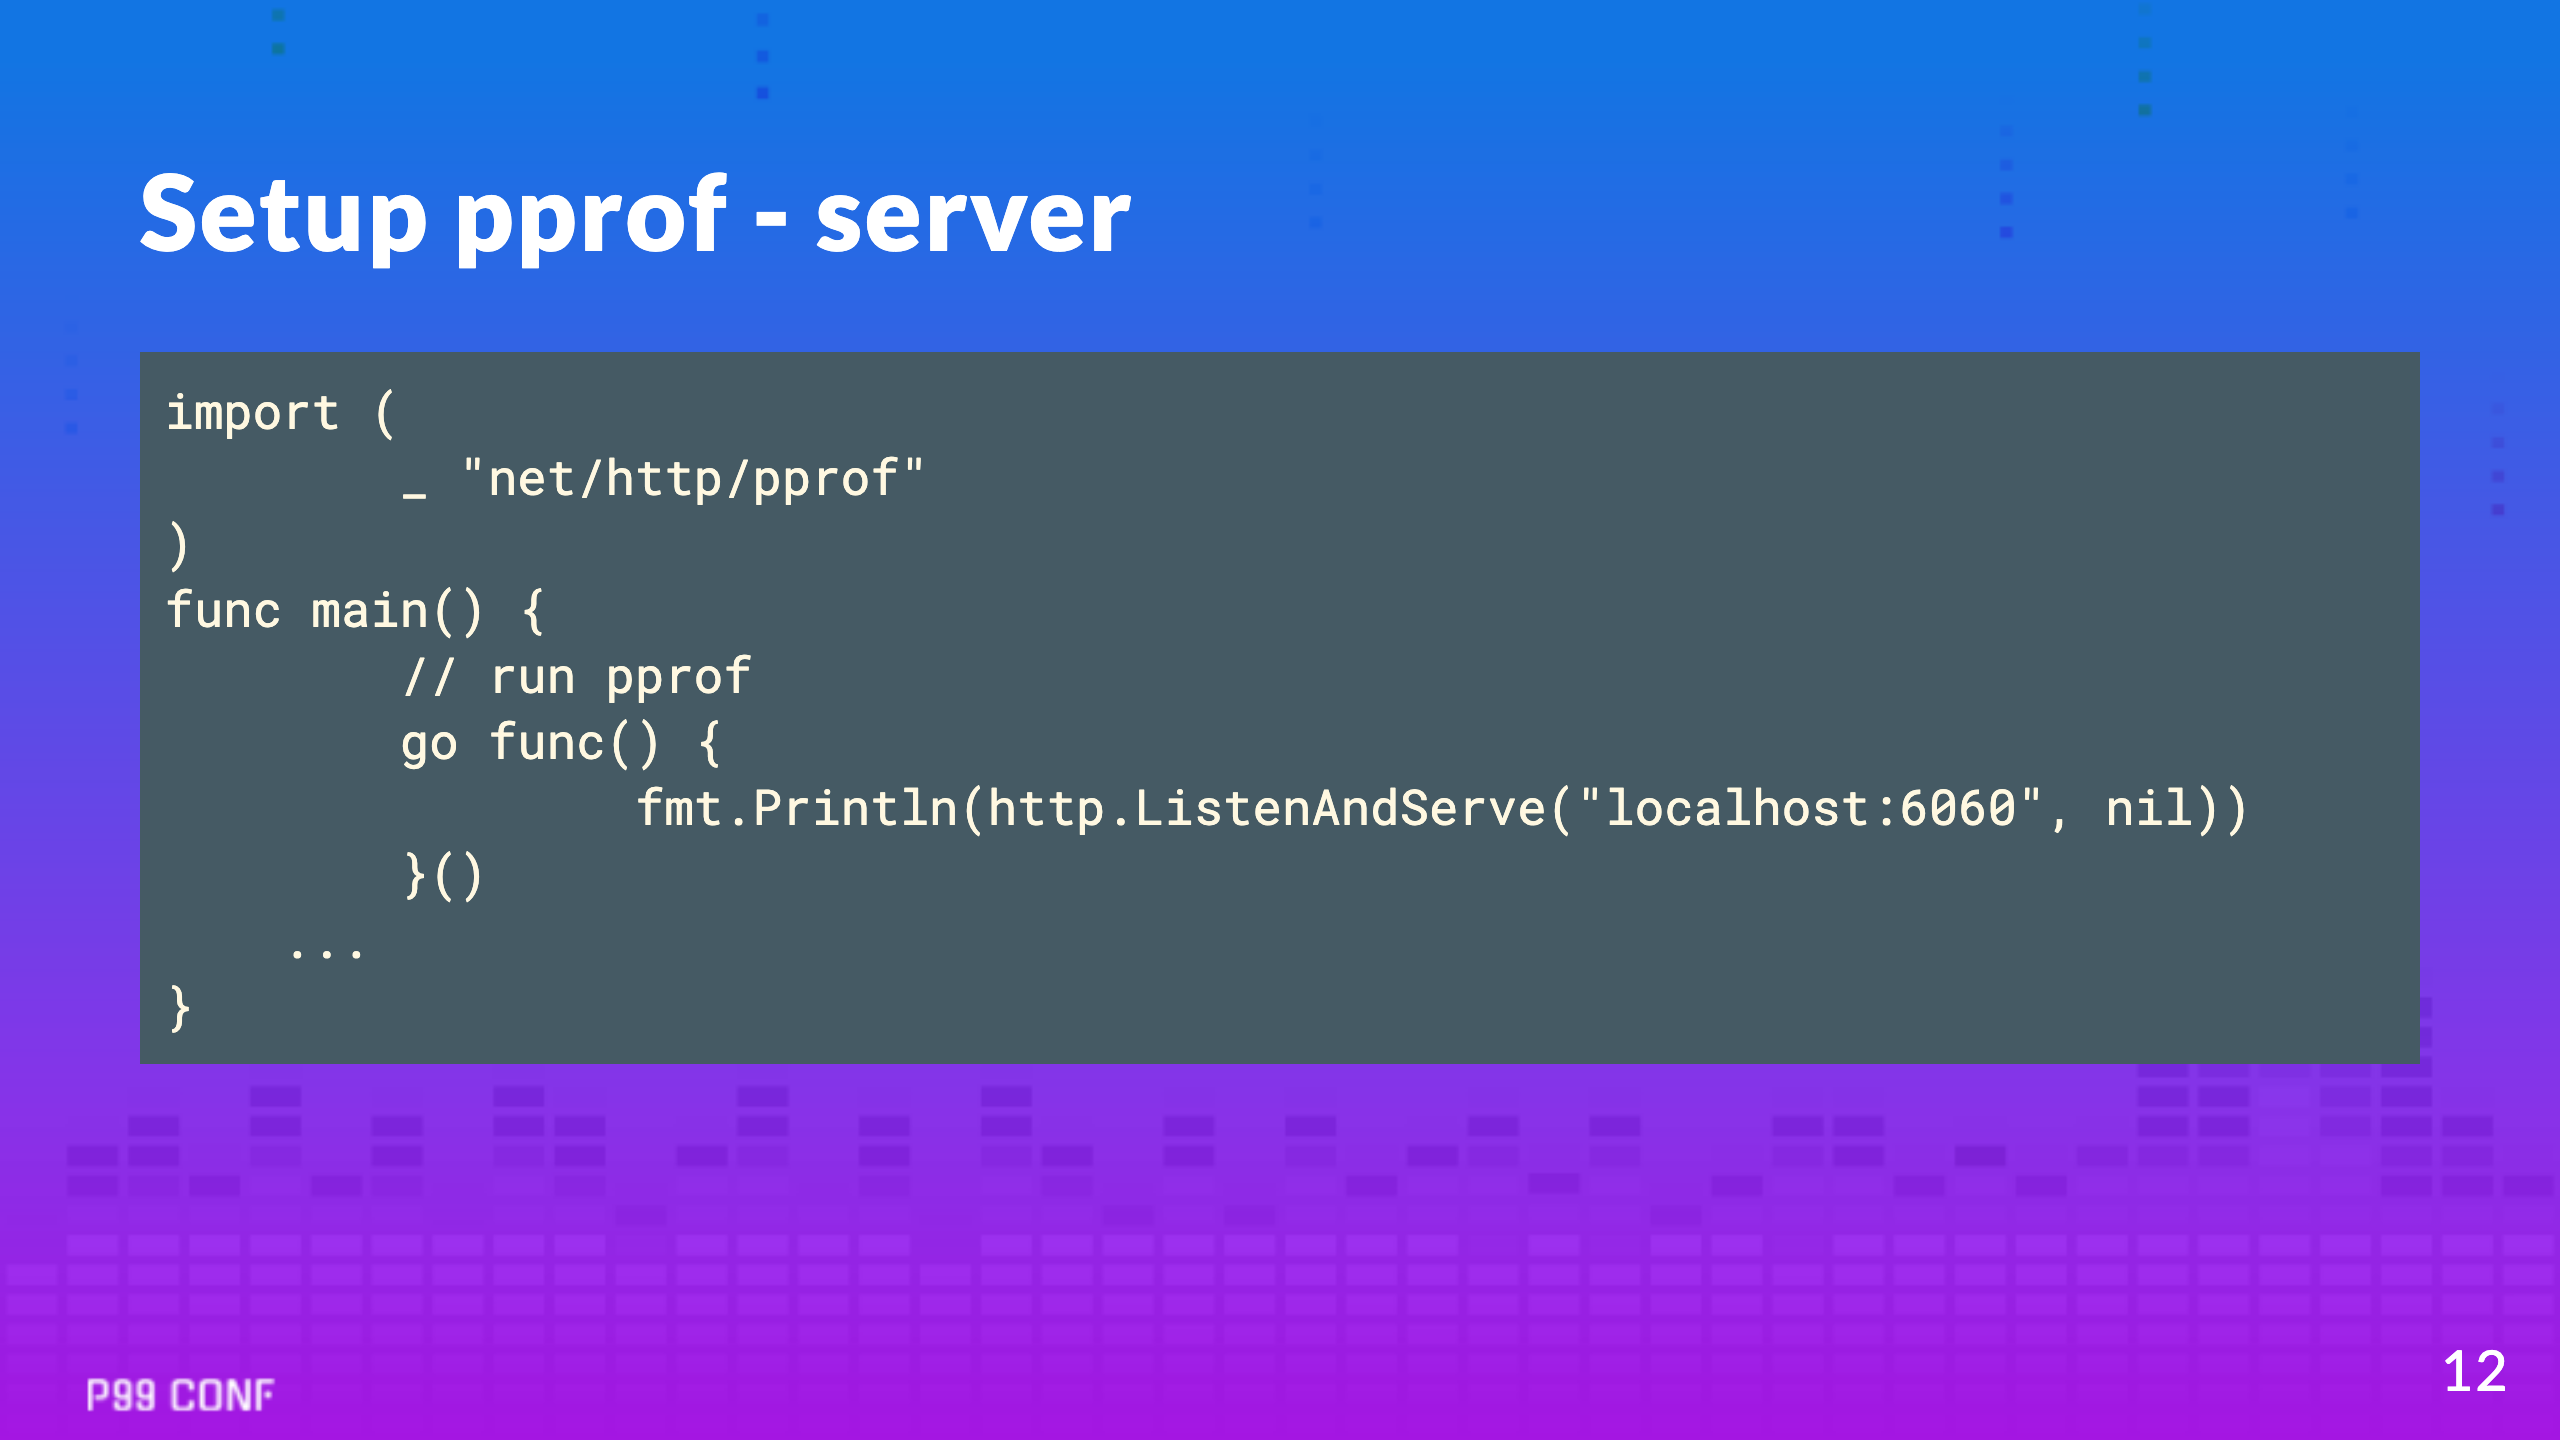 Setup pprof - server
import (
        _ "net/http/pprof"
)
func main() {
        // run pprof
        go func() {
                fmt.Println(http.ListenAndServe("localhost:6060", nil))
        }()
    ...
}
P99 CONF
12